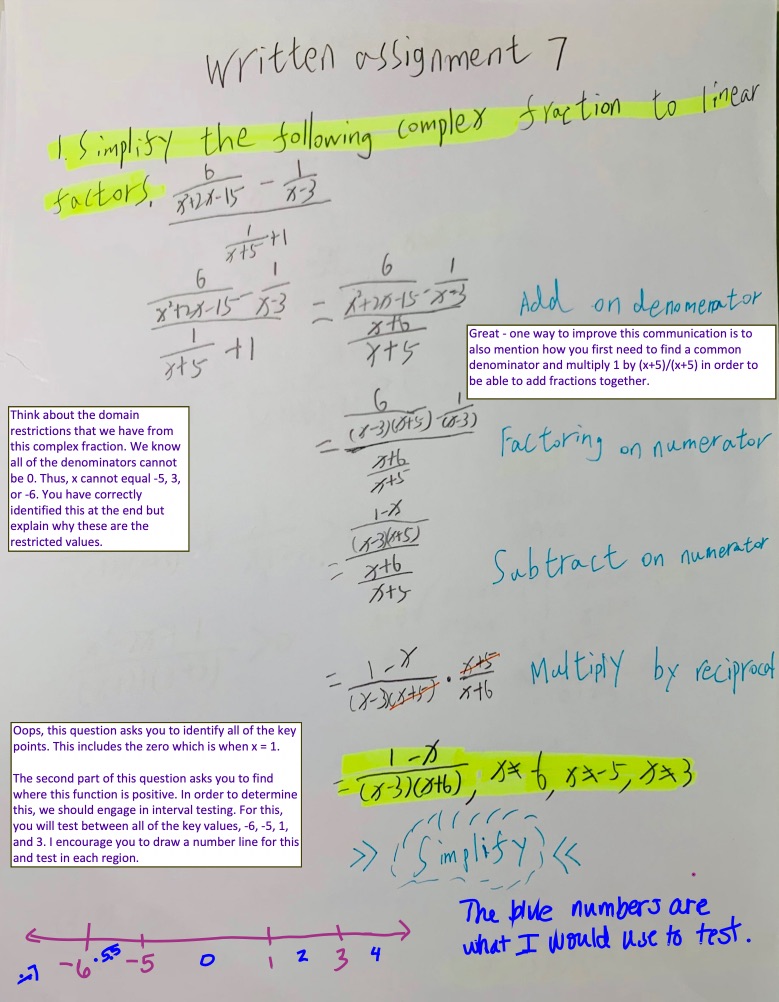 Written assignment 7
1. Simplify the following complex fraction to linear
factors. \frac{\frac{6}{x²+2x-15} - \frac{1}{x-3}}{\frac{1}{x+5}+1}
\frac{\frac{6}{x²+2x-15} - \frac{1}{x-3}}{\frac{1}{x+5}+1} = \frac{\frac{6}{x²+2x-15} - \frac{1}{x-3}}{\frac{x+6}{x+5}} Add on denomenator
Great - one way to improve this communication is to
also mention how you first need to find a common
denominator and multiply 1 by (x+5)/(x+5) in order to
be able to add fractions together.
= \frac{\frac{6}{(x-3)(x+5)} - \frac{1}{(x-3)}}{\frac{x+6}{x+5}} Factoring on numerator
Think about the domain
restrictions that we have from
this complex fraction. We know
all of the denominators cannot
be 0. Thus, x cannot equal -5, 3,
or -6. You have correctly
identified this at the end but
explain why these are the
restricted values.
= \frac{\frac{1-x}{(x-3)(x+5)}}{\frac{x+6}{x+5}} Subtract on numerator
= \frac{1-x}{(x-3)(x+5)} · \frac{x+5}{x+6} Multiply by reciprocal
Oops, this question asks you to identify all of the key
points. This includes the zero which is when x = 1.
The second part of this question asks you to find
where this function is positive. In order to determine
this, we should engage in interval testing. For this,
you will test between all of the key values, -6, -5, 1,
and 3. I encourage you to draw a number line for this
and test in each region.
= \frac{1-x}{(x-3)(x+6)}, x≠-6, x≠-5, x≠3
>> (Simplify) <<
The blue numbers are
what I would use to test.
-7 -6 -5.5 -5 0 1 2 3 4